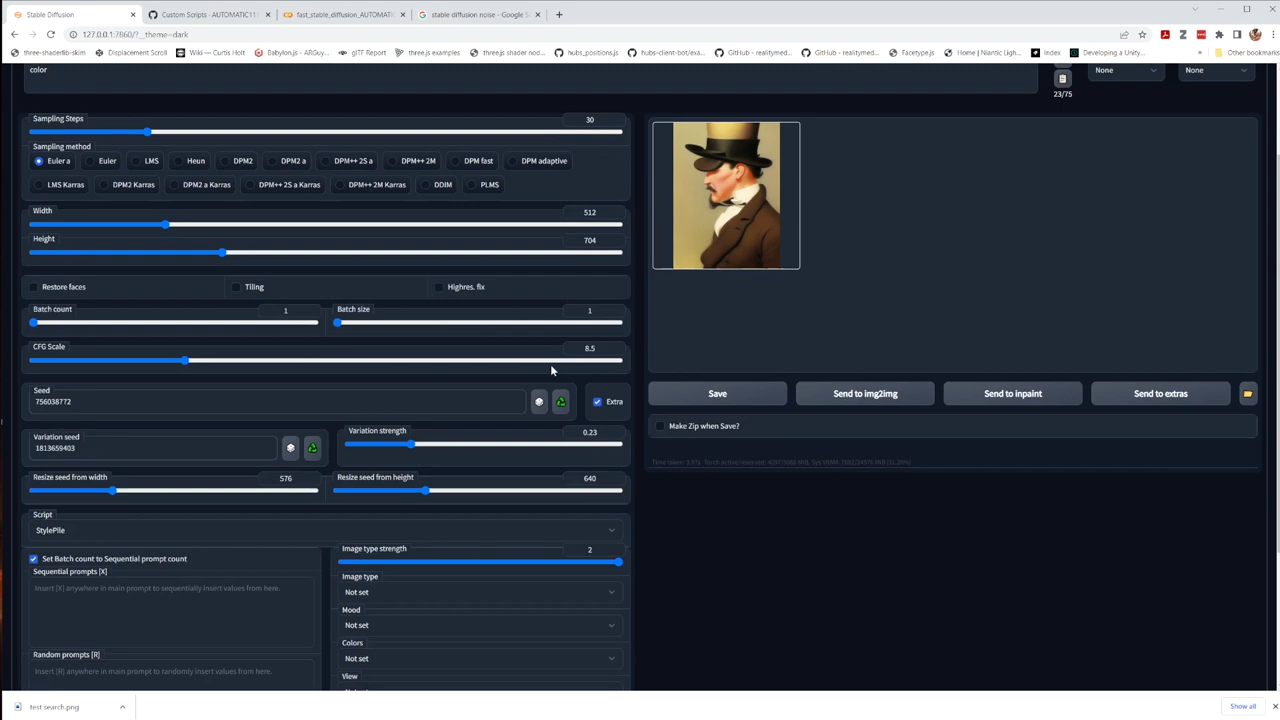 Stable Diffusion
Custom Scripts - AUTOMATIC11
fast_stable_diffusion_AUTOMATI
stable diffusion noise - Google S
127.0.0.1:7860/?_theme=dark
three-shaderlib-skim
Displacement Scroll
Wiki — Curtis Holt
Babylon.js — ARGuy...
glTF Report
three.js examples
three.js shader nod...
hubs_positions.js
hubs-client-bot/exa...
GitHub - realitymed...
GitHub - realitymed...
Facetype.js
Home | Niantic Ligh...
Index
Developing a Unity...
Other bookmarks
color
None
None
23/75
Sampling Steps
30
Sampling method
Euler a
Euler
LMS
Heun
DPM2
DPM2 a
DPM++ 2S a
DPM++ 2M
DPM fast
DPM adaptive
LMS Karras
DPM2 Karras
DPM2 a Karras
DPM++ 2S a Karras
DPM++ 2M Karras
DDIM
PLMS
Width
512
Height
704
Restore faces
Tiling
Highres. fix
Batch count
1
Batch size
1
CFG Scale
8.5
Seed
756038772
Extra
Variation seed
1813659403
Variation strength
0.23
Resize seed from width
576
Resize seed from height
640
Script
StylePile
Set Batch count to Sequential prompt count
Sequential prompts [X]
Insert [X] anywhere in main prompt to sequentially insert values from here.
Random prompts [R]
Insert [R] anywhere in main prompt to randomly insert values from here.
Image type strength
2
Image type
Not set
Mood
Not set
Colors
Not set
View
Save
Send to img2img
Send to inpaint
Send to extras
Make Zip when Save?
test search.png
Show all